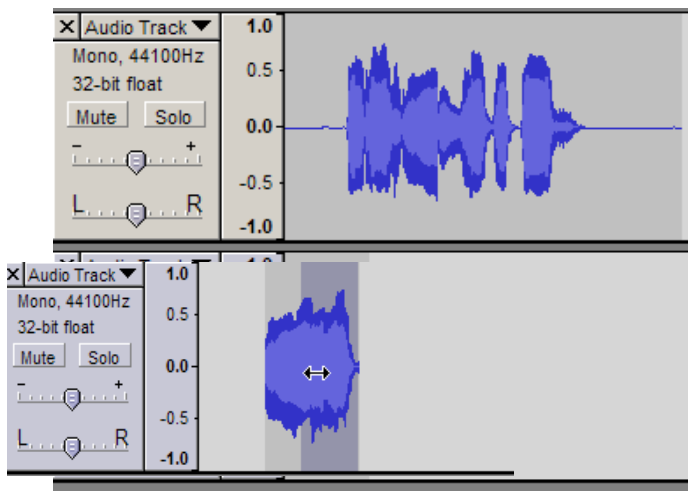 Audio Track
Mono, 44100Hz
32-bit float
Mute Solo
- +
L R
1.0
0.5
0.0
-0.5
-1.0
Audio Track
Mono, 44100Hz
32-bit float
Mute Solo
- +
L R
1.0
0.5
0.0
-0.5
-1.0